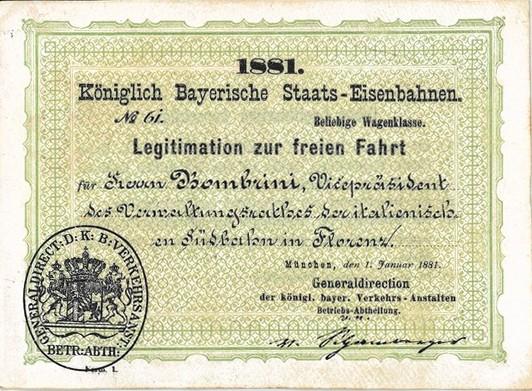 1881.
Königlich Bayerische Staats-Eisenbahnen.
№ 61.
Beliebige Wagenklasse.
Legitimation zur freien Fahrt
für Herrn Bombrini, Vicepräsident
des Verwaltungsrathes der italienisch-
en Südbahn in Florenz.
München, den 1. Januar 1881.
Generaldirection
der königl. bayer. Verkehrs-Anstalten
Betriebs-Abtheilung.
GENERALDIRECT: D: K: B: VERKEHRSANST:
BETR: ABTH:
Form. 1.